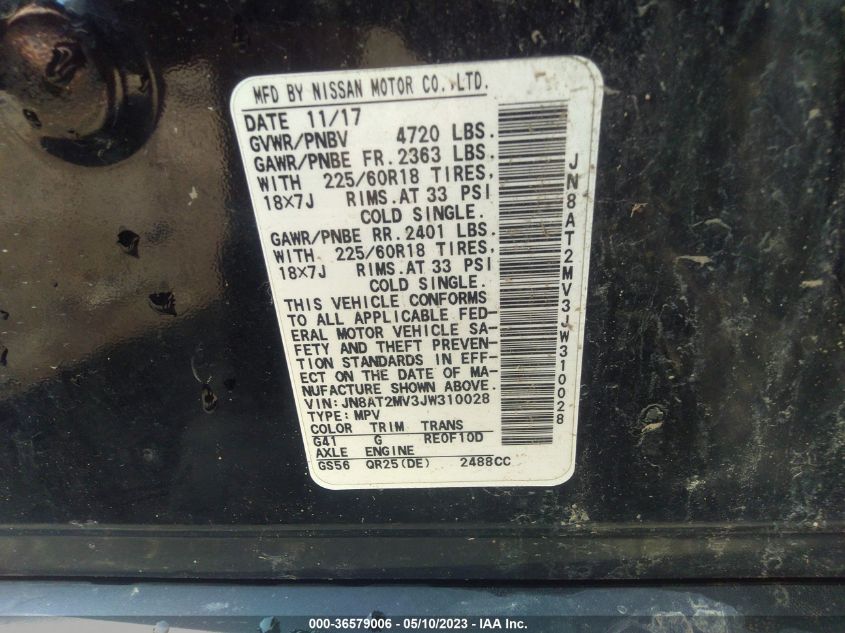 MFD BY NISSAN MOTOR CO.,LTD.
DATE 11/17
GVWR/PNBV 4720 LBS.
GAWR/PNBE FR. 2363 LBS.
WITH 225/60R18 TIRES,
18X7J RIMS.AT 33 PSI
COLD SINGLE.
GAWR/PNBE RR. 2401 LBS.
WITH 225/60R18 TIRES,
18X7J RIMS.AT 33 PSI
COLD SINGLE.
THIS VEHICLE CONFORMS
TO ALL APPLICABLE FED-
ERAL MOTOR VEHICLE SA-
FETY AND THEFT PREVEN-
TION STANDARDS IN EFF-
ECT ON THE DATE OF MA-
NUFACTURE SHOWN ABOVE.
VIN:JN8AT2MV3JW310028
TYPE:MPV
COLOR TRIM TRANS
G41 G RE0F10D
AXLE ENGINE
GS56 QR25(DE) 2488CC
JN8AT2MV3JW310028
000-36579006 - 05/10/2023 - IAA Inc.